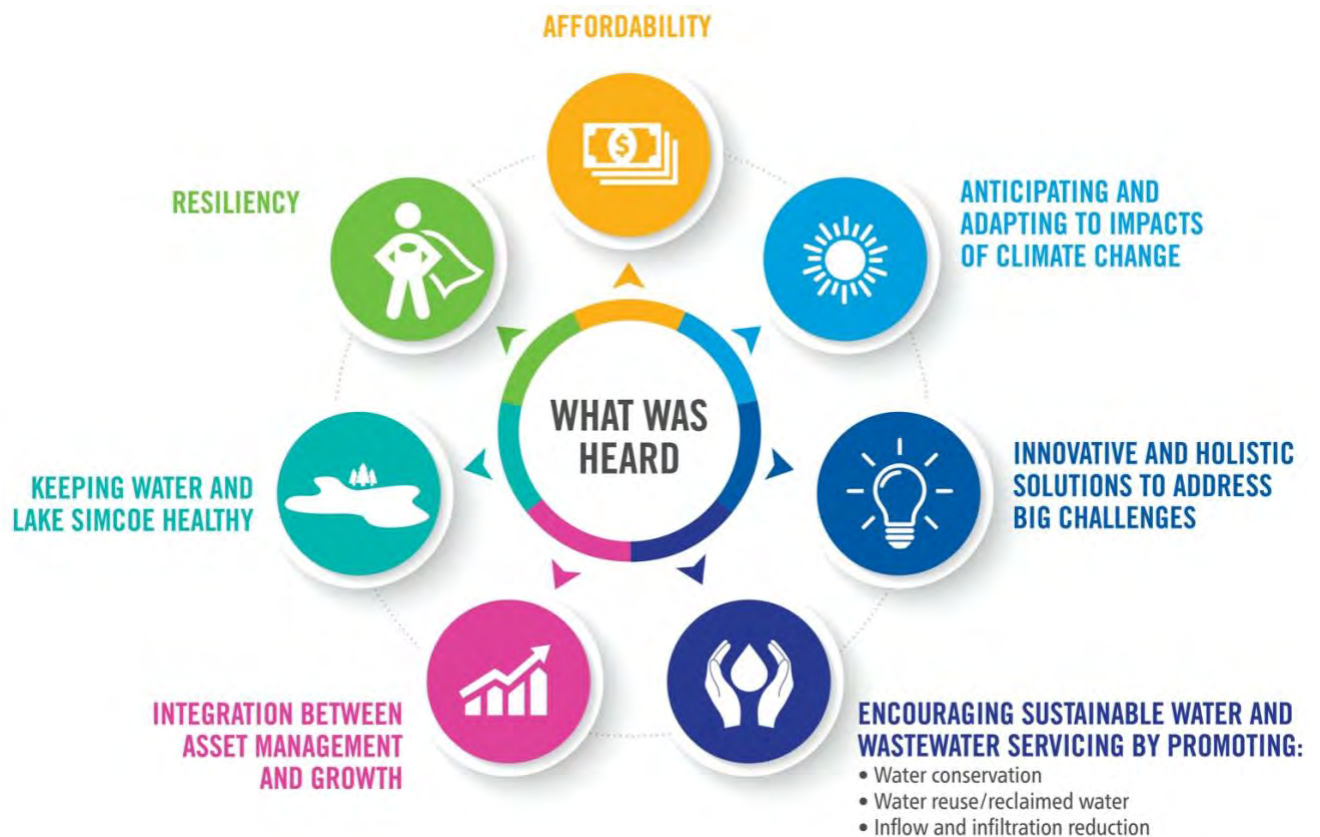 AFFORDABILITY
RESILIENCY
ANTICIPATING AND
ADAPTING TO IMPACTS
OF CLIMATE CHANGE
WHAT WAS
HEARD
INNOVATIVE AND HOLISTIC
SOLUTIONS TO ADDRESS
BIG CHALLENGES
KEEPING WATER AND
LAKE SIMCOE HEALTHY
INTEGRATION BETWEEN
ASSET MANAGEMENT
AND GROWTH
ENCOURAGING SUSTAINABLE WATER AND
WASTEWATER SERVICING BY PROMOTING:
• Water conservation
• Water reuse/reclaimed water
• Inflow and infiltration reduction